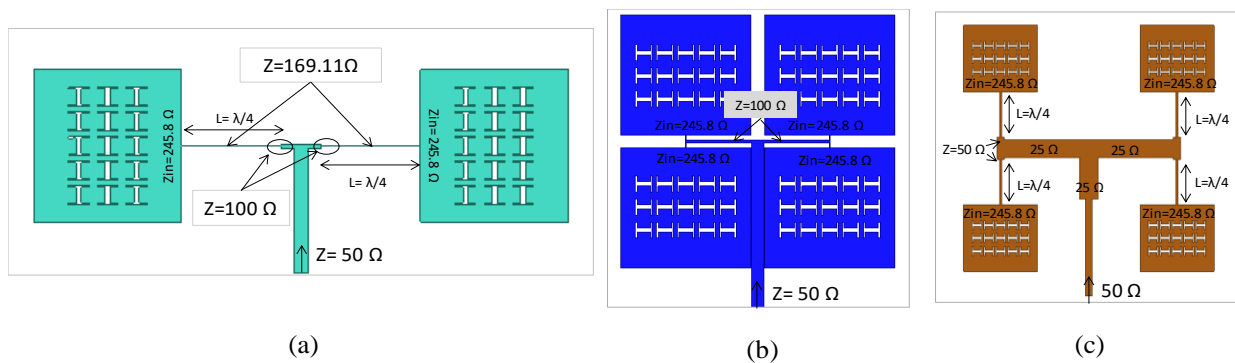 Z=169.11Ω
L= λ/4
Zin=245.8 Ω
Zin=245.8 Ω
L= λ/4
Z=100 Ω
Z= 50 Ω
(a)
Z=100 Ω
Zin=245.8 Ω
Zin=245.8 Ω
Zin=245.8 Ω
Zin=245.8 Ω
Z= 50 Ω
(b)
Zin=245.8 Ω
Zin=245.8 Ω
L=λ/4
L=λ/4
Z=50 Ω
25 Ω
25 Ω
L=λ/4
25 Ω
L=λ/4
Zin=245.8 Ω
Zin=245.8 Ω
50 Ω
(c)